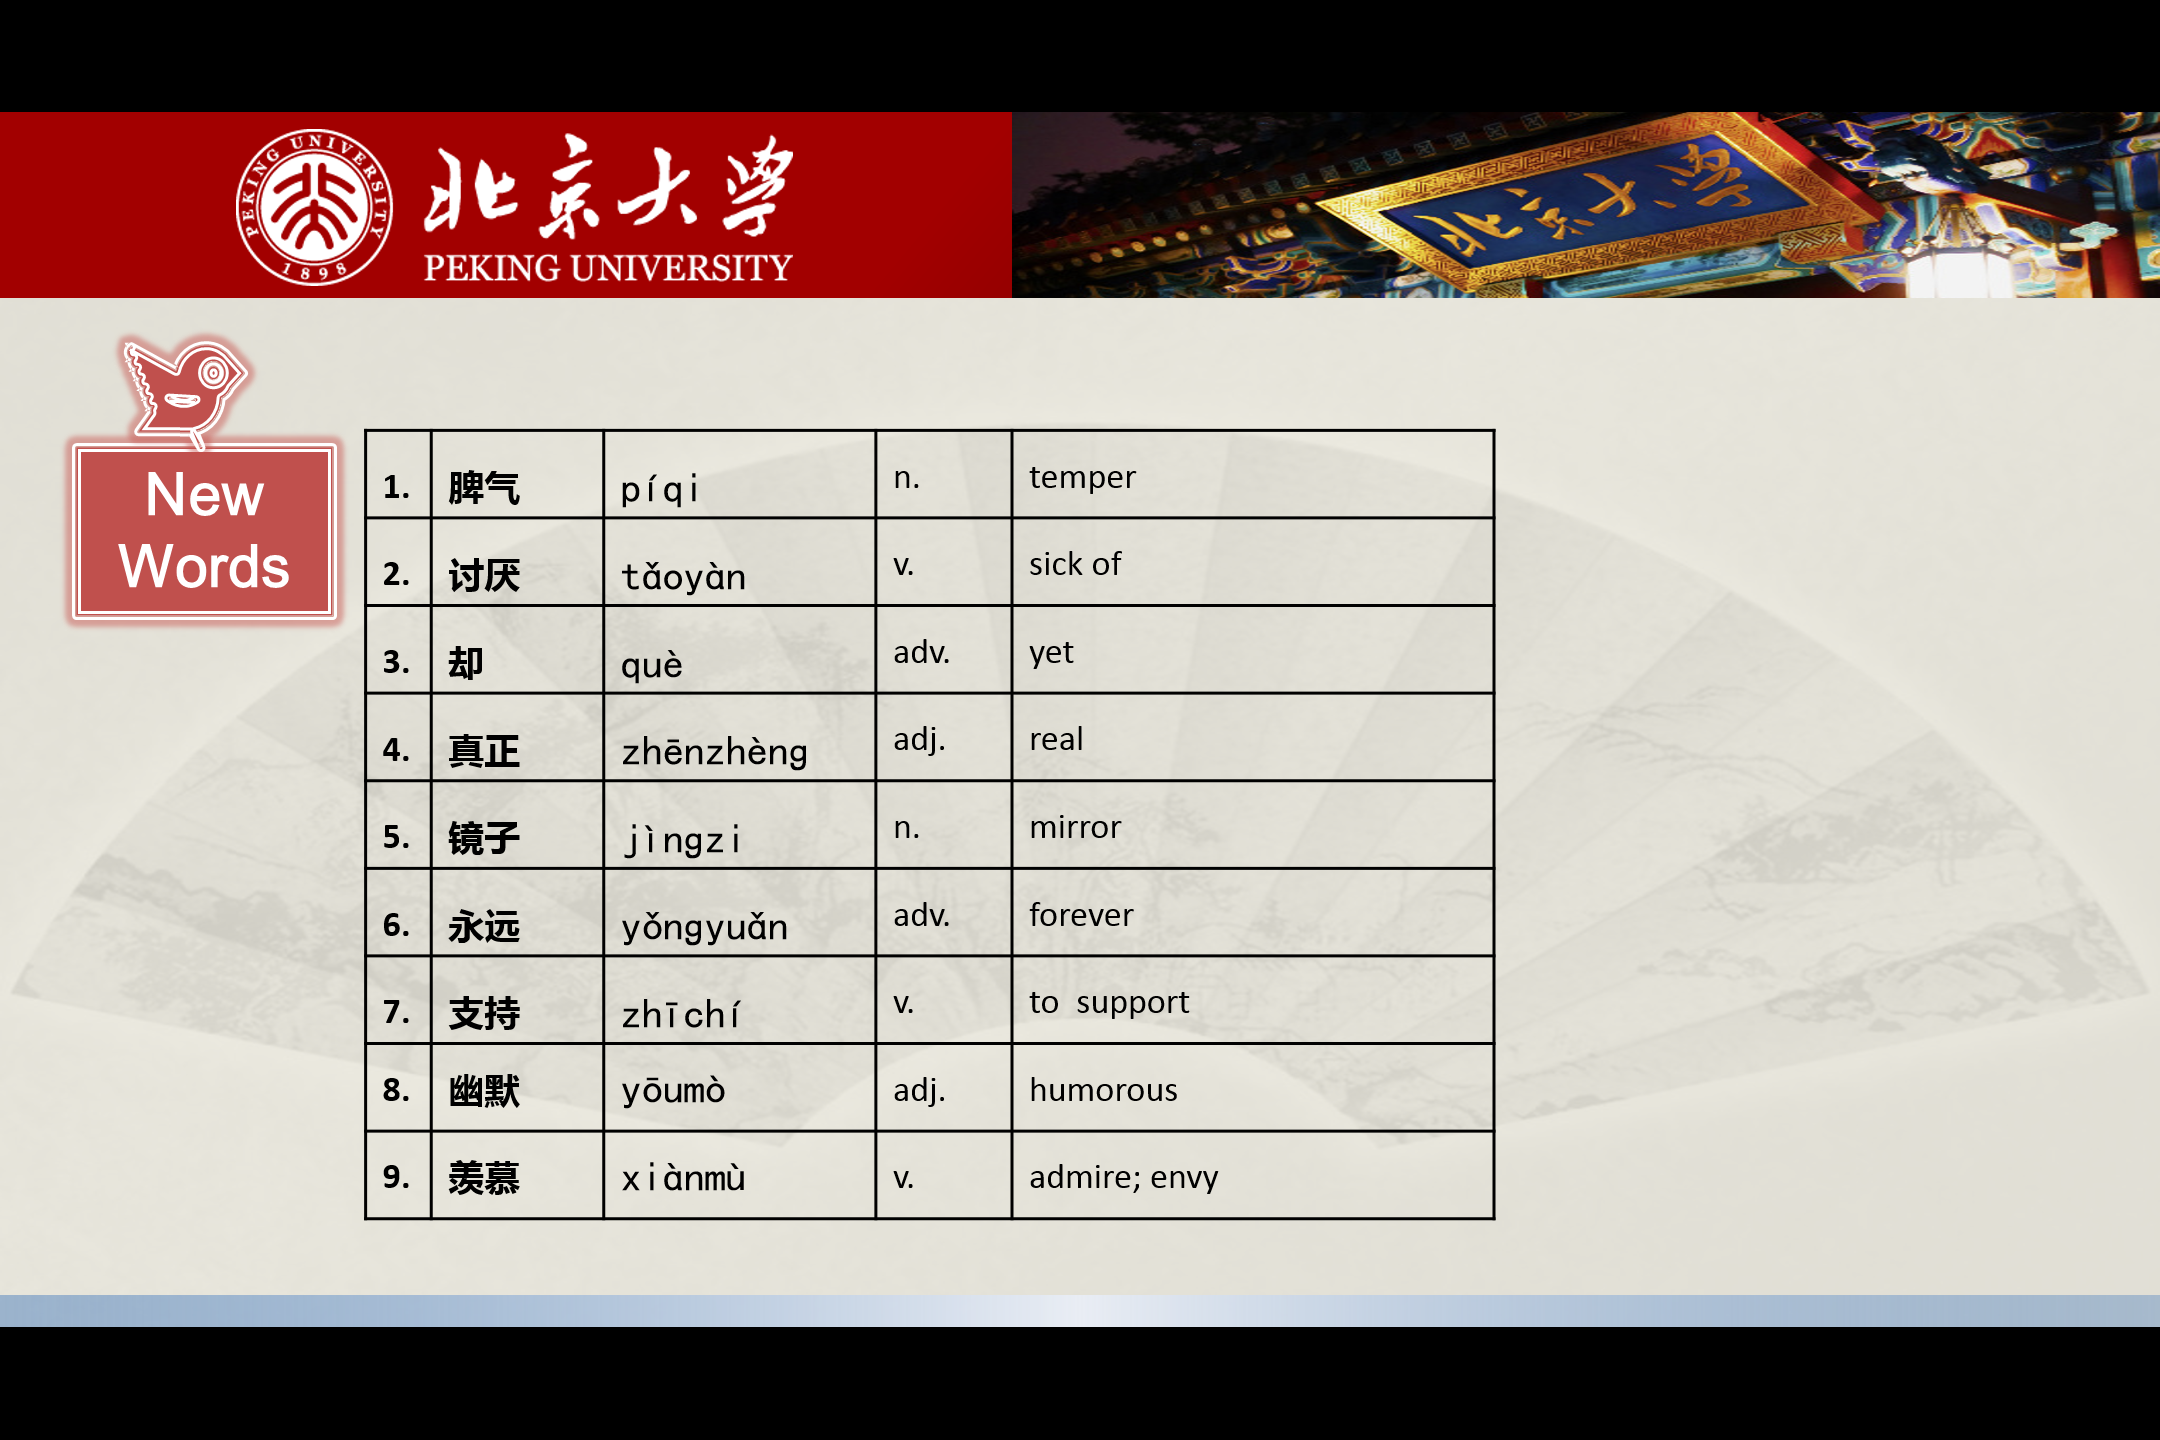 PEKING UNIVERSITY
1898
北京大学
PEKING UNIVERSITY
北京大学
New
Words
1. 脾气 píqi n. temper
2. 讨厌 tǎoyàn v. sick of
3. 却 què adv. yet
4. 真正 zhēnzhèng adj. real
5. 镜子 jìngzi n. mirror
6. 永远 yǒngyuǎn adv. forever
7. 支持 zhīchí v. to support
8. 幽默 yōumò adj. humorous
9. 羡慕 xiànmù v. admire; envy